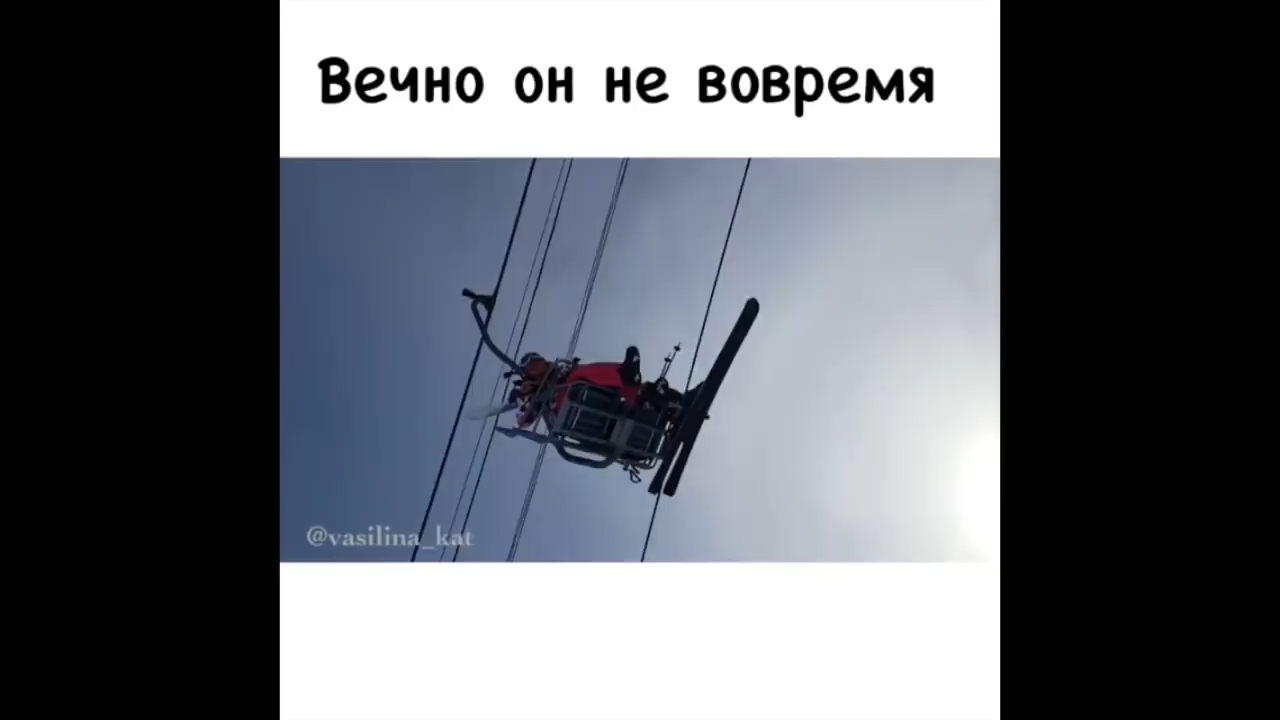 Вечно он не вовремя
@vasilina_kat